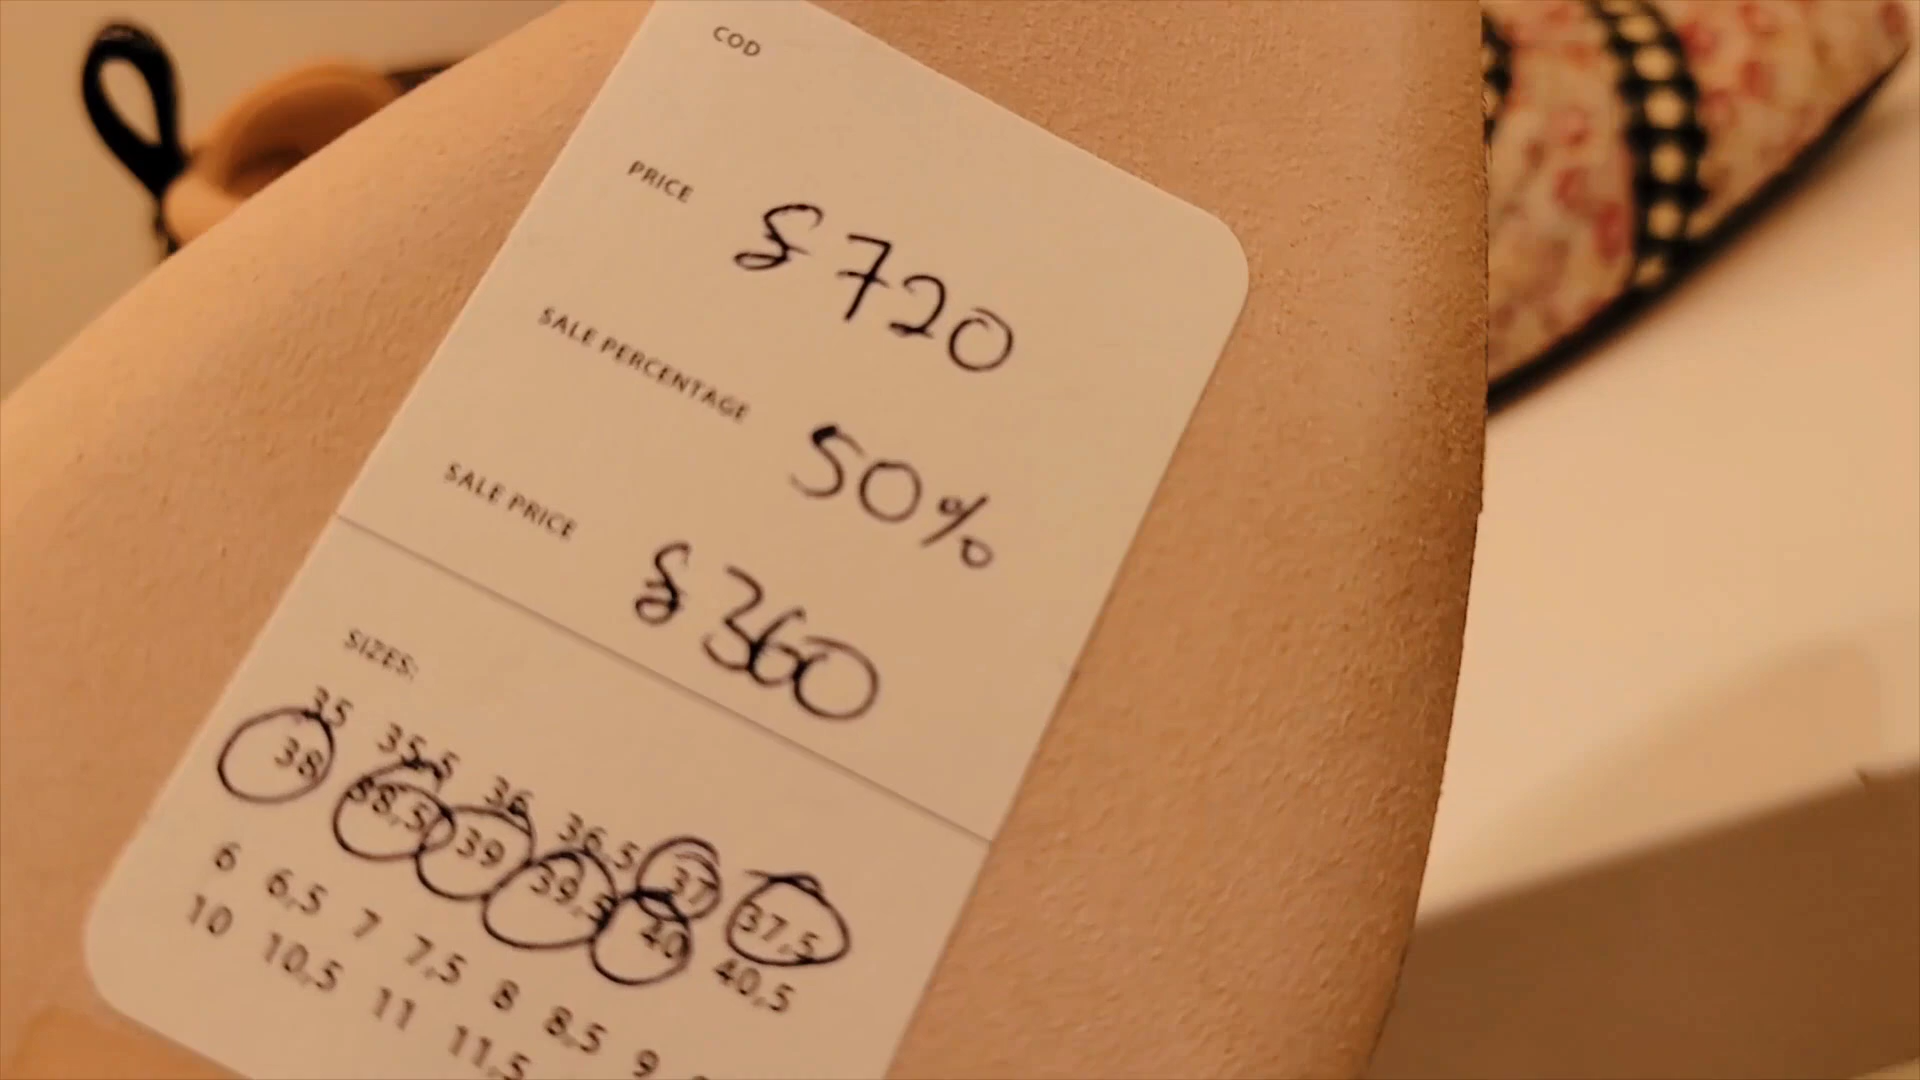 COD
PRICE $720
SALE PERCENTAGE 50%
SALE PRICE $360
SIZES:
35 35,5 36 36,5 37 37,5
38 38,5 39 39,5 40 40,5
6 6,5 7 7,5 8 8,5 9
10 10,5 11 11,5